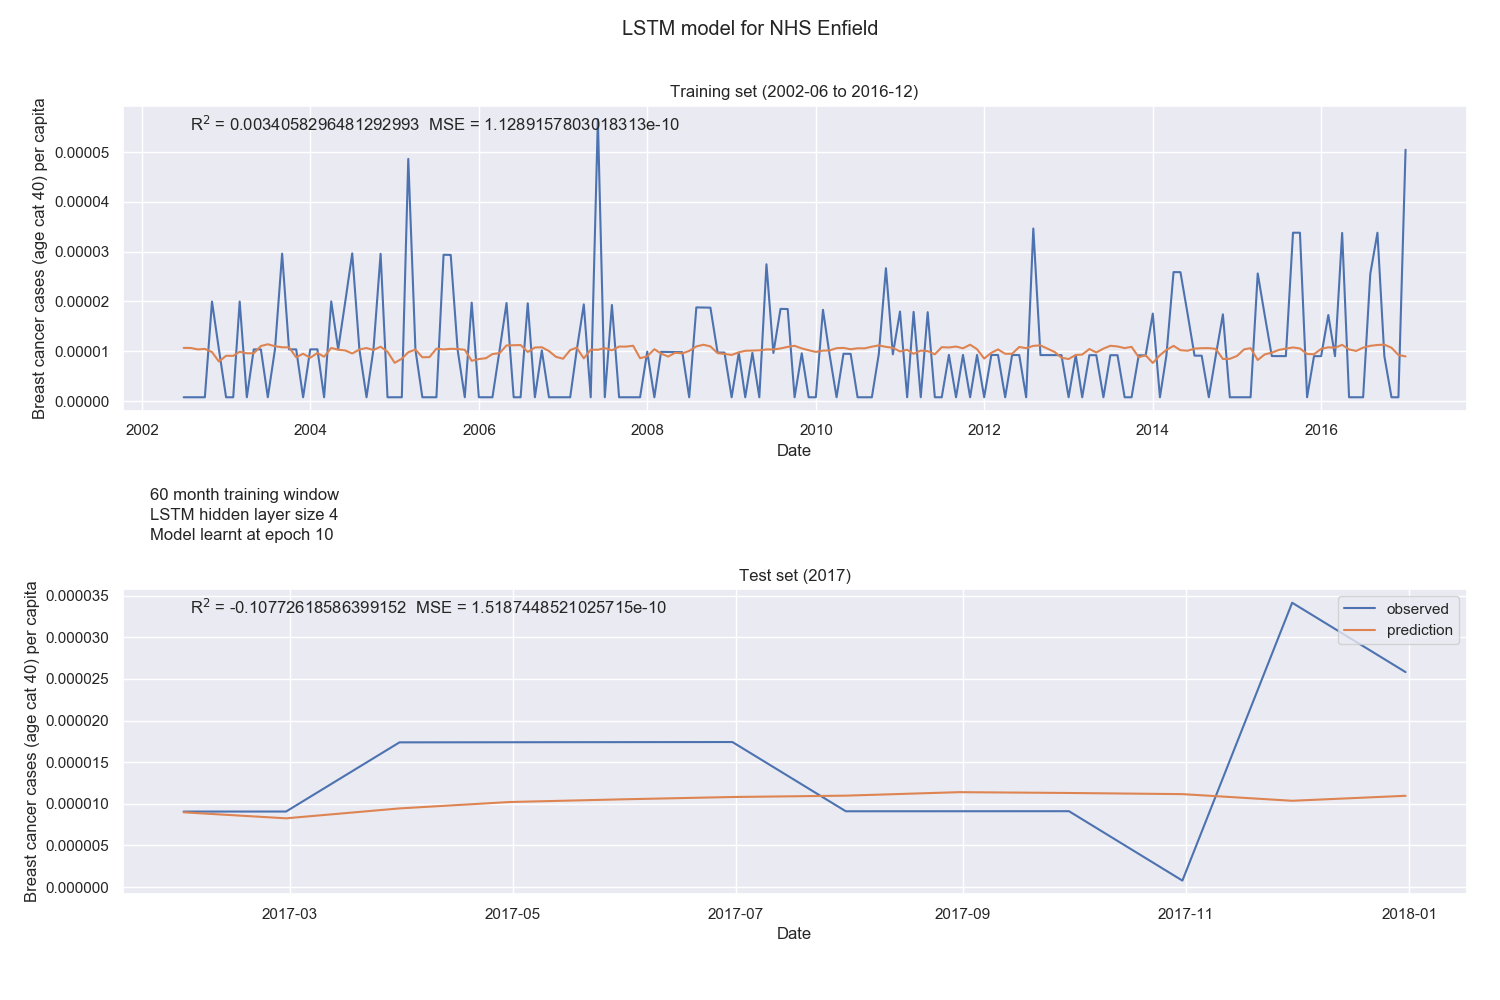 LSTM model for NHS Enfield
Training set (2002-06 to 2016-12)
R² = 0.0034058296481292993 MSE = 1.1289157803018313e-10
Breast cancer cases (age cat 40) per capita
0.00005
0.00004
0.00003
0.00002
0.00001
0.00000
2002 2004 2006 2008 2010 2012 2014 2016
Date
60 month training window
LSTM hidden layer size 4
Model learnt at epoch 10
Test set (2017)
R² = -0.10772618586399152 MSE = 1.5187448521025715e-10
observed
prediction
Breast cancer cases (age cat 40) per capita
0.000035
0.000030
0.000025
0.000020
0.000015
0.000010
0.000005
0.000000
2017-03 2017-05 2017-07 2017-09 2017-11 2018-01
Date